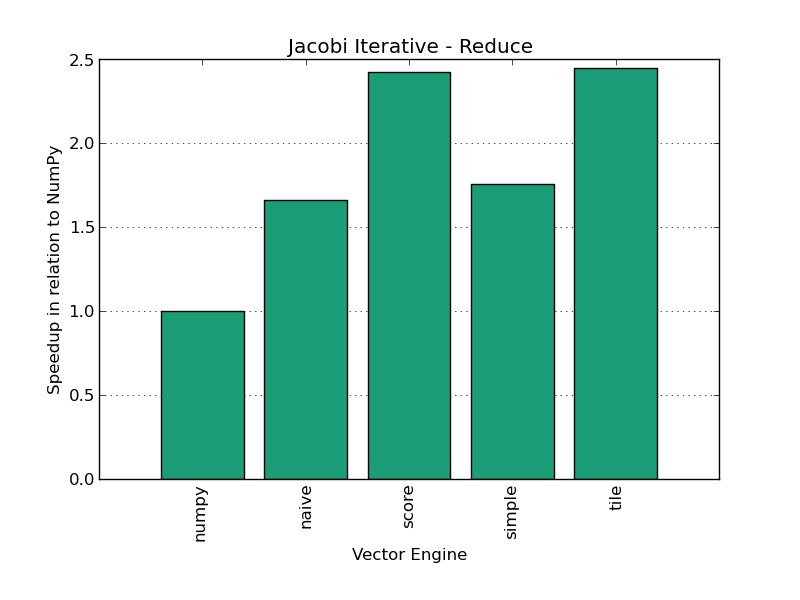 Jacobi Iterative - Reduce
Speedup in relation to NumPy
2.5
2.0
1.5
1.0
0.5
0.0
numpy
naive
score
simple
tile
Vector Engine